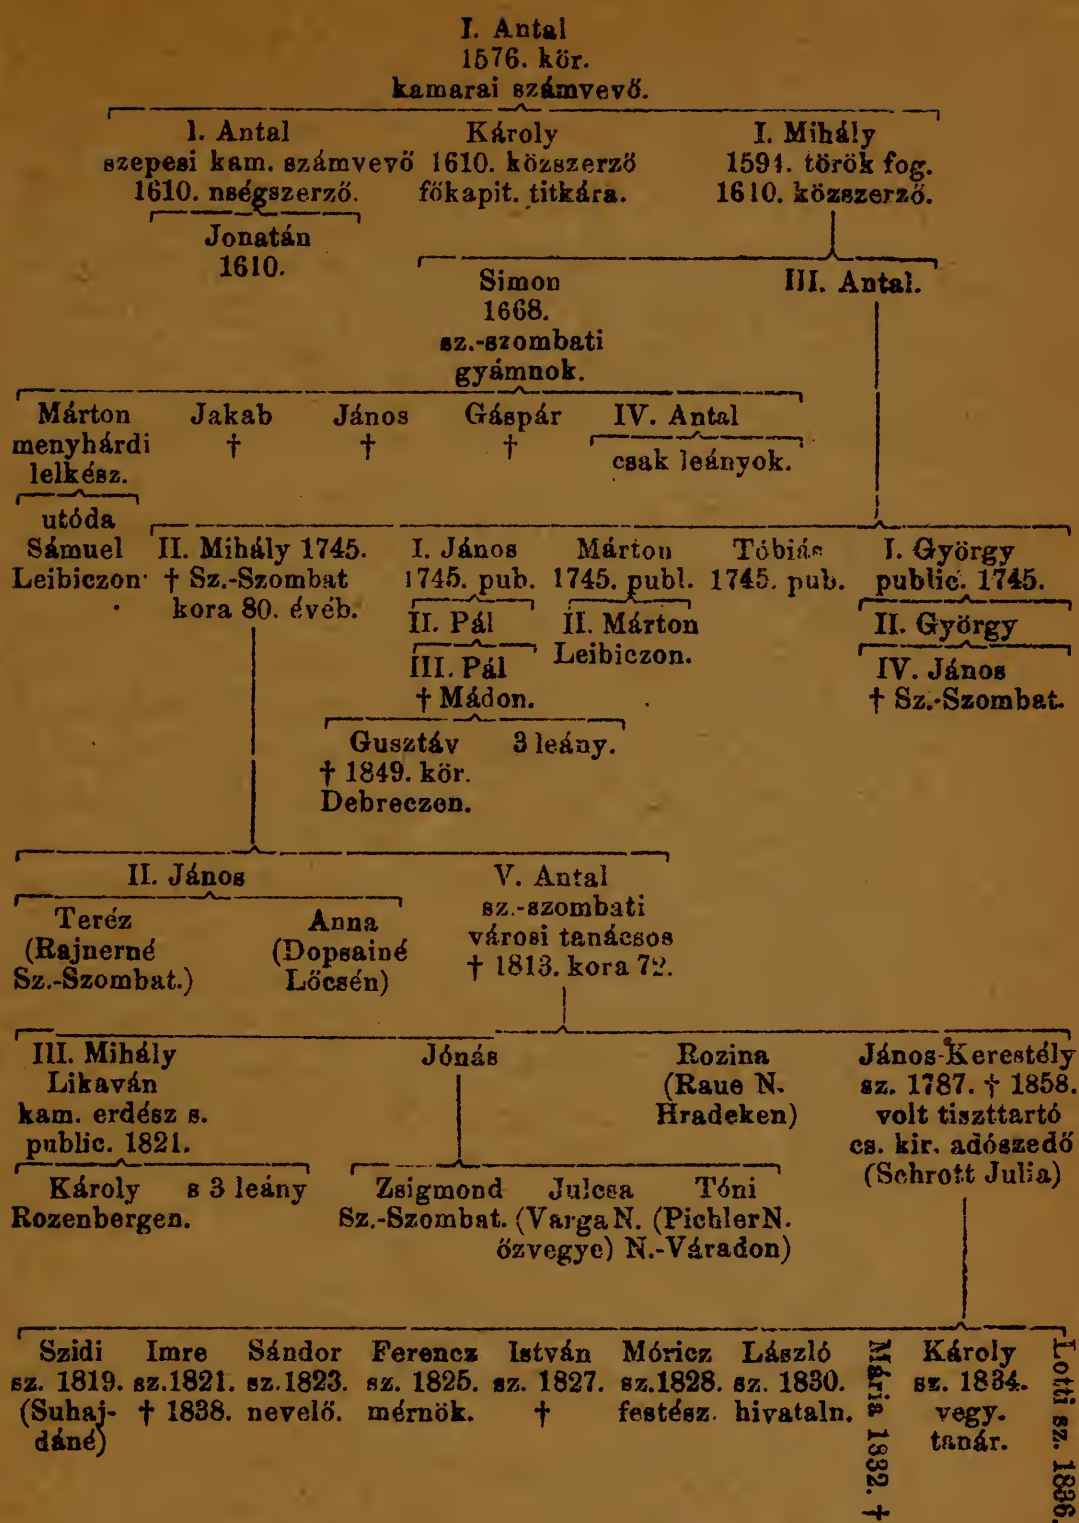 I. Antal
1576. kör.
kamarai számvevő.
I. Antal Károly I. Mihály
szepesi kam. számvevő 1610. közszerző 1594. török fog.
1610. nségszerző. főkapit. titkára. 1610. közszerző.
Jonatán
1610.
Simon III. Antal.
1668.
sz.-szombati
gyámnok.
Márton Jakab János Gáspár IV. Antal
menyhárdi † † †
lelkész. csak leányok.
utóda
Sámuel II. Mihály 1745. I. János Márton Tóbiás I. György
Leibiczon † Sz.-Szombat 1745. pub. 1745. publ. 1745. pub. public. 1745.
kora 80. évéb. II. Pál II. Márton II. György
III. Pál Leibiczon. IV. János
† Mádon. † Sz.-Szombat.
Gusztáv 3 leány.
† 1849. kör.
Debreczen.
II. János V. Antal
Teréz Anna sz.-szombati
(Rajnerné (Dopsainé városi tanácsos
Sz.-Szombat.) Lőcsén) † 1813. kora 72.
III. Mihály Jónás Rozina János-Kerestély
Likaván (Raue N. sz. 1787. † 1858.
kam. erdész s. Hradeken) volt tiszttartó
public. 1821. cs. kir. adószedő
(Schrott Julia)
Károly s 3 leány Zsigmond Julcsa Tóni
Rozenbergen. Sz.-Szombat. (Varga N. (Pichler N.
özvegye) N.-Váradon)
Szidi Imre Sándor Ferencz István Móricz László Károly
sz. 1819. sz.1821. sz.1823. sz. 1825. sz. 1827. sz.1828. sz. 1830. sz. 1834.
(Suhaj- † 1838. nevelő. mérnök. † festész. hivataln. vegy.
dáné) tanár.
Mária 1832. †
Lotti sz. 1836.